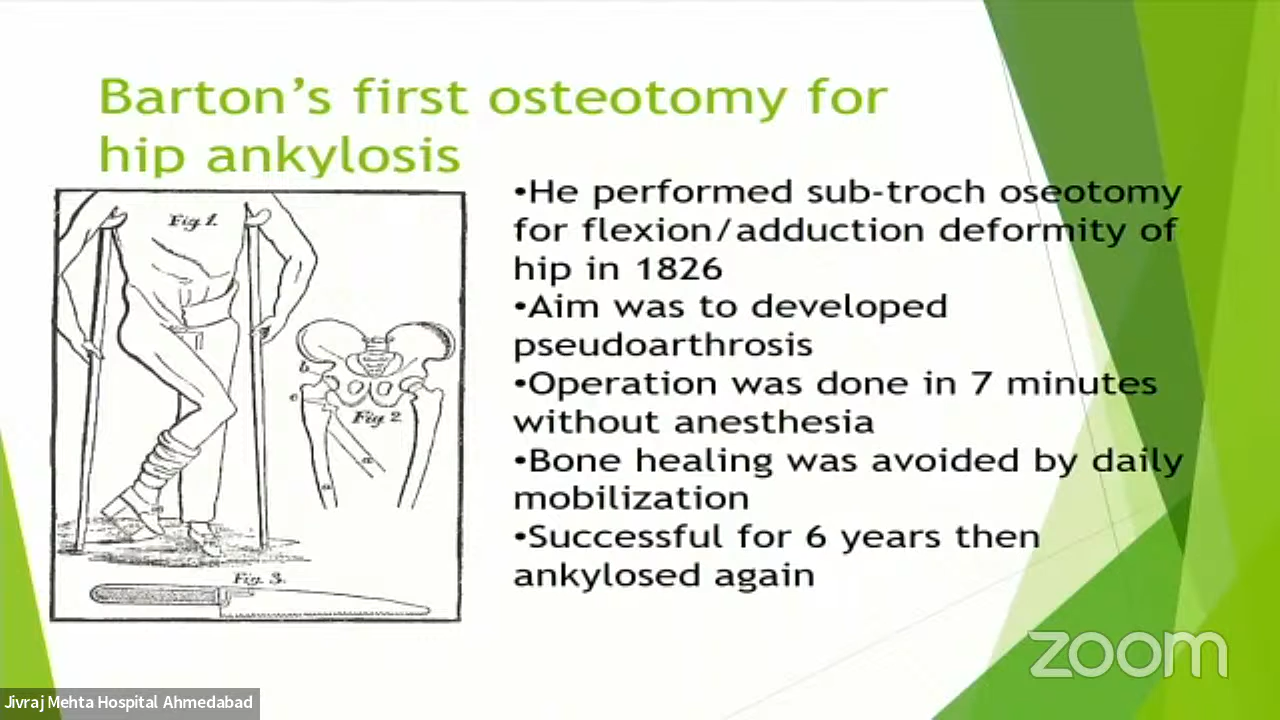 Barton's first osteotomy for
hip ankylosis
Fig 1.
Fig 2
b
c
a
a
Fig. 3.
•He performed sub-troch oseotomy
for flexion/adduction deformity of
hip in 1826
•Aim was to developed
pseudoarthrosis
•Operation was done in 7 minutes
without anesthesia
•Bone healing was avoided by daily
mobilization
•Successful for 6 years then
ankylosed again
zoom
Jivraj Mehta Hospital Ahmedabad